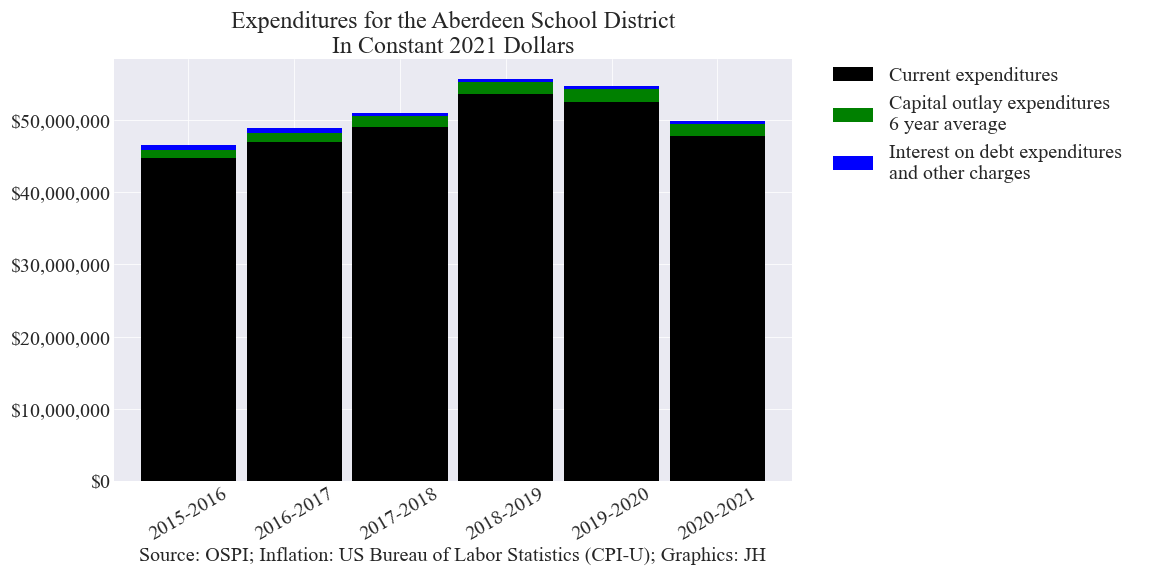 Expenditures for the Aberdeen School District
In Constant 2021 Dollars
Current expenditures
Capital outlay expenditures
6 year average
Interest on debt expenditures
and other charges
$50,000,000
$40,000,000
$30,000,000
$20,000,000
$10,000,000
$0
2015-2016
2016-2017
2017-2018
2018-2019
2019-2020
2020-2021
Source: OSPI; Inflation: US Bureau of Labor Statistics (CPI-U); Graphics: JH